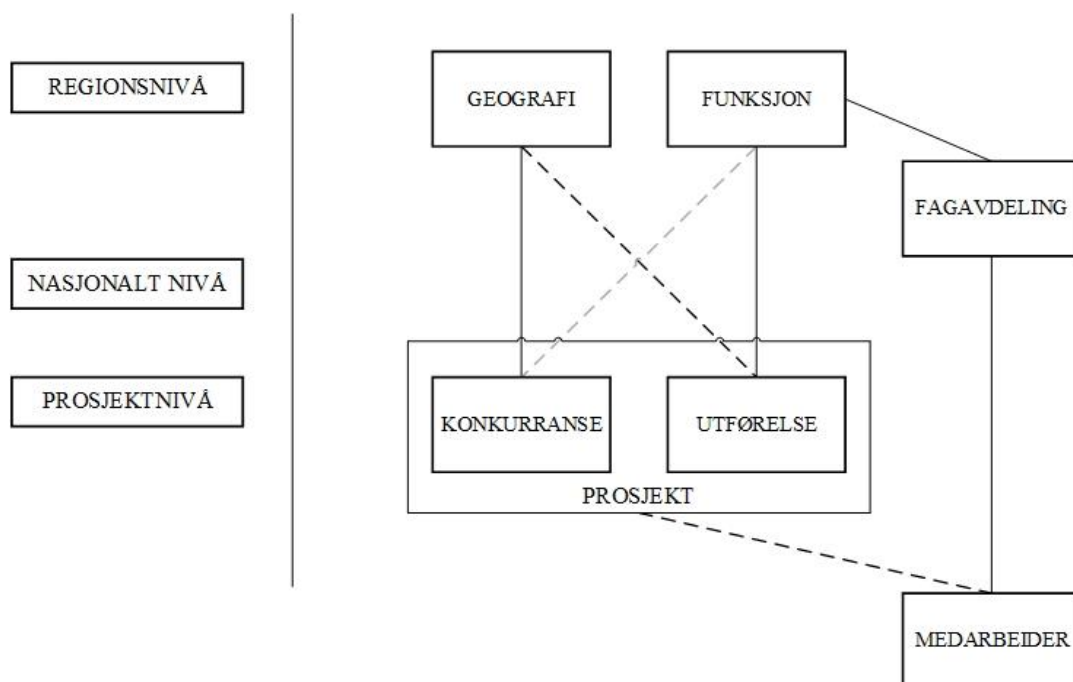 REGIONSNIVÅ
GEOGRAFI
FUNKSJON
FAGAVDELING
NASJONALT NIVÅ
PROSJEKTNIVÅ
KONKURRANSE
UTFØRELSE
PROSJEKT
MEDARBEIDER